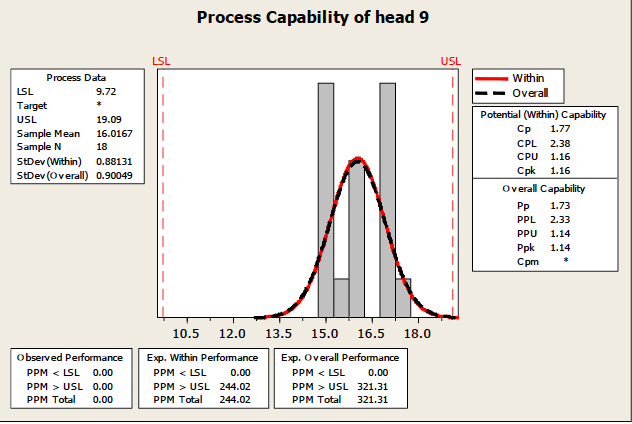 Process Capability of head 9
LSL USL
Process Data
LSL 9.72
Target *
USL 19.09
Sample Mean 16.0167
Sample N 18
StDev(Within) 0.88131
StDev(Overall) 0.90049
Within
Overall
Potential (Within) Capability
Cp 1.77
CPL 2.38
CPU 1.16
Cpk 1.16
Overall Capability
Pp 1.73
PPL 2.33
PPU 1.14
Ppk 1.14
Cpm *
10.5 12.0 13.5 15.0 16.5 18.0
Observed Performance
PPM < LSL 0.00
PPM > USL 0.00
PPM Total 0.00
Exp. Within Performance
PPM < LSL 0.00
PPM > USL 244.02
PPM Total 244.02
Exp. Overall Performance
PPM < LSL 0.00
PPM > USL 321.31
PPM Total 321.31